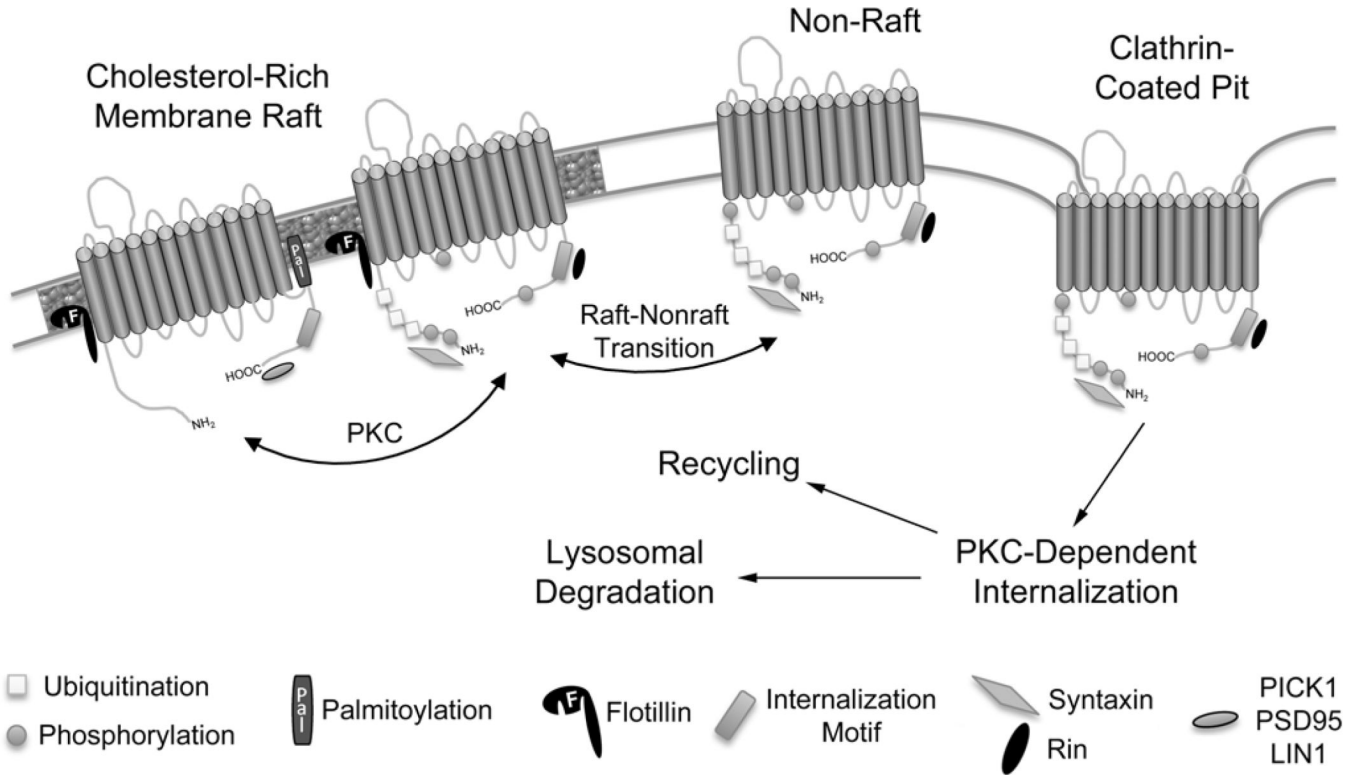 Non-Raft
Cholesterol-Rich
Membrane Raft
Clathrin-
Coated Pit
F
Pal
HOOC
NH₂
F
HOOC
NH₂
HOOC
NH₂
HOOC
NH₂
Raft-Nonraft
Transition
PKC
Recycling
Lysosomal
Degradation
PKC-Dependent
Internalization
Ubiquitination
Phosphorylation
Pal
Palmitoylation
F
Flotillin
Internalization
Motif
Syntaxin
Rin
PICK1
PSD95
LIN1